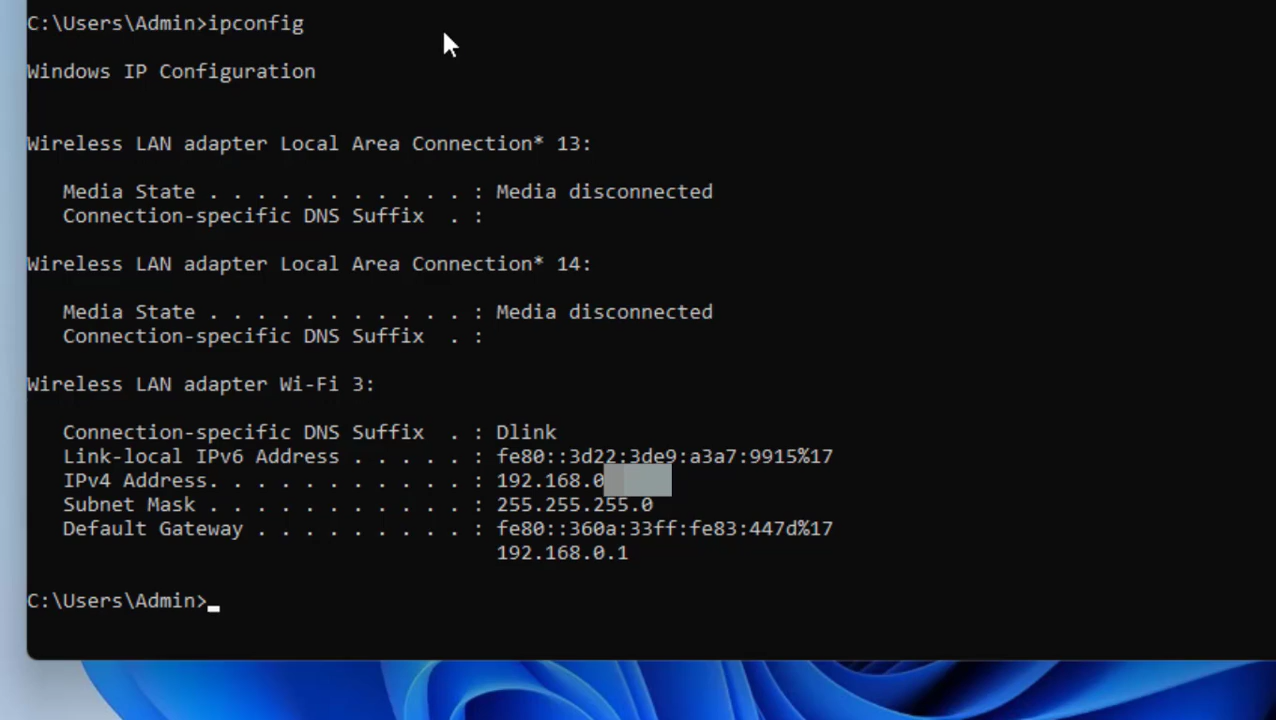 C:\Users\Admin>ipconfig
Windows IP Configuration
Wireless LAN adapter Local Area Connection* 13:
Media State . . . . . . . . . . . : Media disconnected
Connection-specific DNS Suffix  . :
Wireless LAN adapter Local Area Connection* 14:
Media State . . . . . . . . . . . : Media disconnected
Connection-specific DNS Suffix  . :
Wireless LAN adapter Wi-Fi 3:
Connection-specific DNS Suffix  . : Dlink
Link-local IPv6 Address . . . . . : fe80::3d22:3de9:a3a7:9915%17
IPv4 Address. . . . . . . . . . . : 192.168.0
Subnet Mask . . . . . . . . . . . : 255.255.255.0
Default Gateway . . . . . . . . . : fe80::360a:33ff:fe83:447d%17
192.168.0.1
C:\Users\Admin>